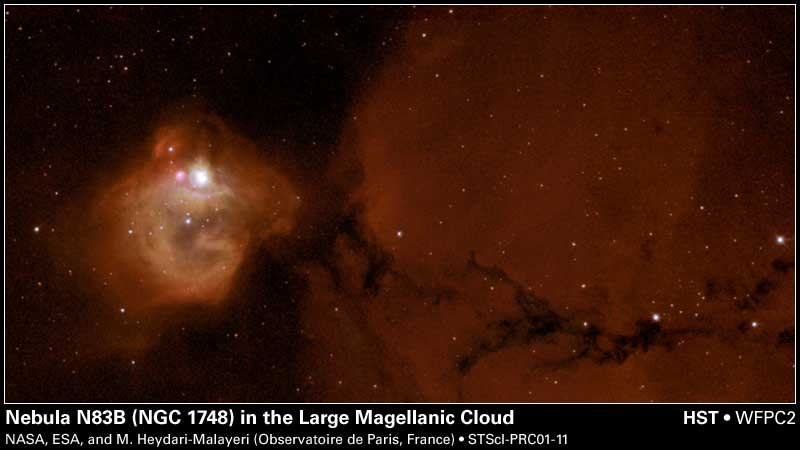 Nebula N83B (NGC 1748) in the Large Magellanic Cloud HST • WFPC2
NASA, ESA, and M. Heydari-Malayeri (Observatoire de Paris, France) • STScI-PRC01-11